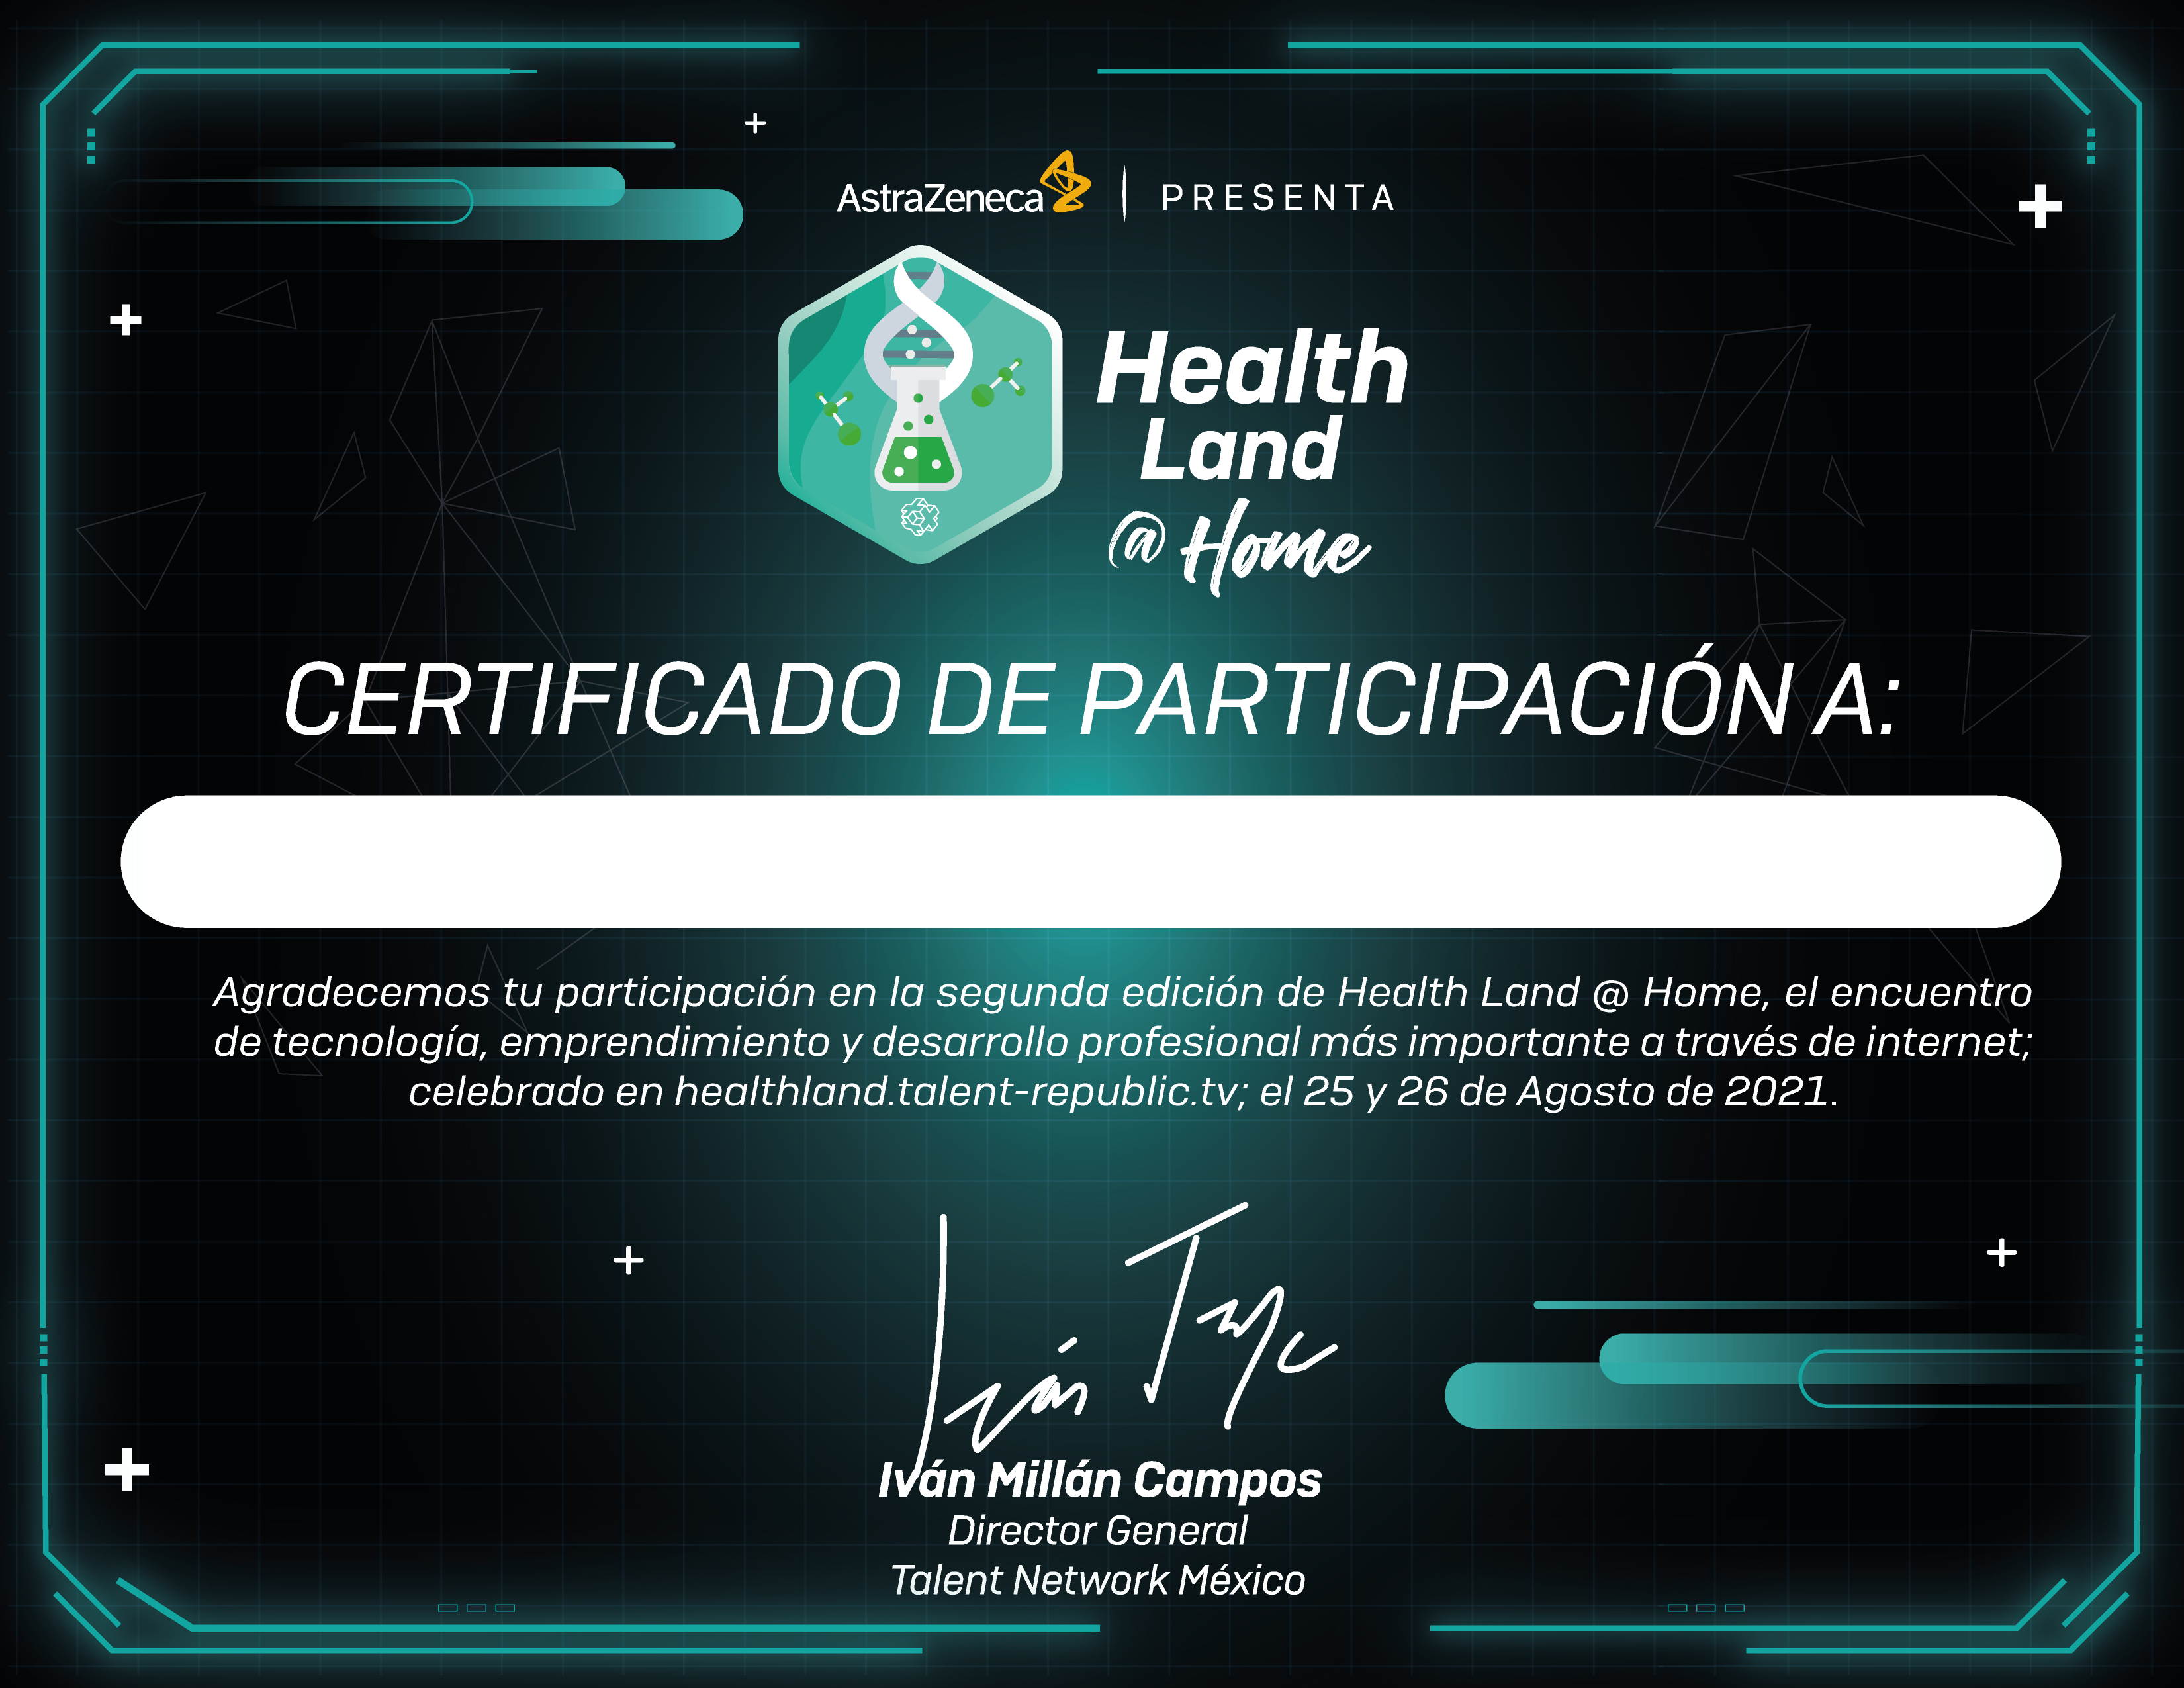 AstraZeneca | PRESENTA
Health
Land
@ Home
CERTIFICADO DE PARTICIPACIÓN A:
Agradecemos tu participación en la segunda edición de Health Land @ Home, el encuentro
de tecnología, emprendimiento y desarrollo profesional más importante a través de internet;
celebrado en healthland.talent-republic.tv; el 25 y 26 de Agosto de 2021.
Iván Millán Campos
Director General
Talent Network México